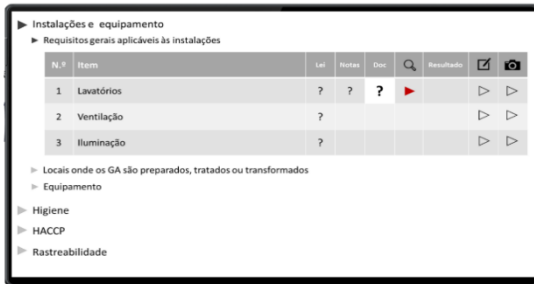 Instalações e equipamento
Requisitos gerais aplicáveis às instalações
N.º Item Lei Notas Doc Resultado
1 Lavatórios ? ? ?
2 Ventilação ?
3 Iluminação ?
Locais onde os GA são preparados, tratados ou transformados
Equipamento
Higiene
HACCP
Rastreabilidade